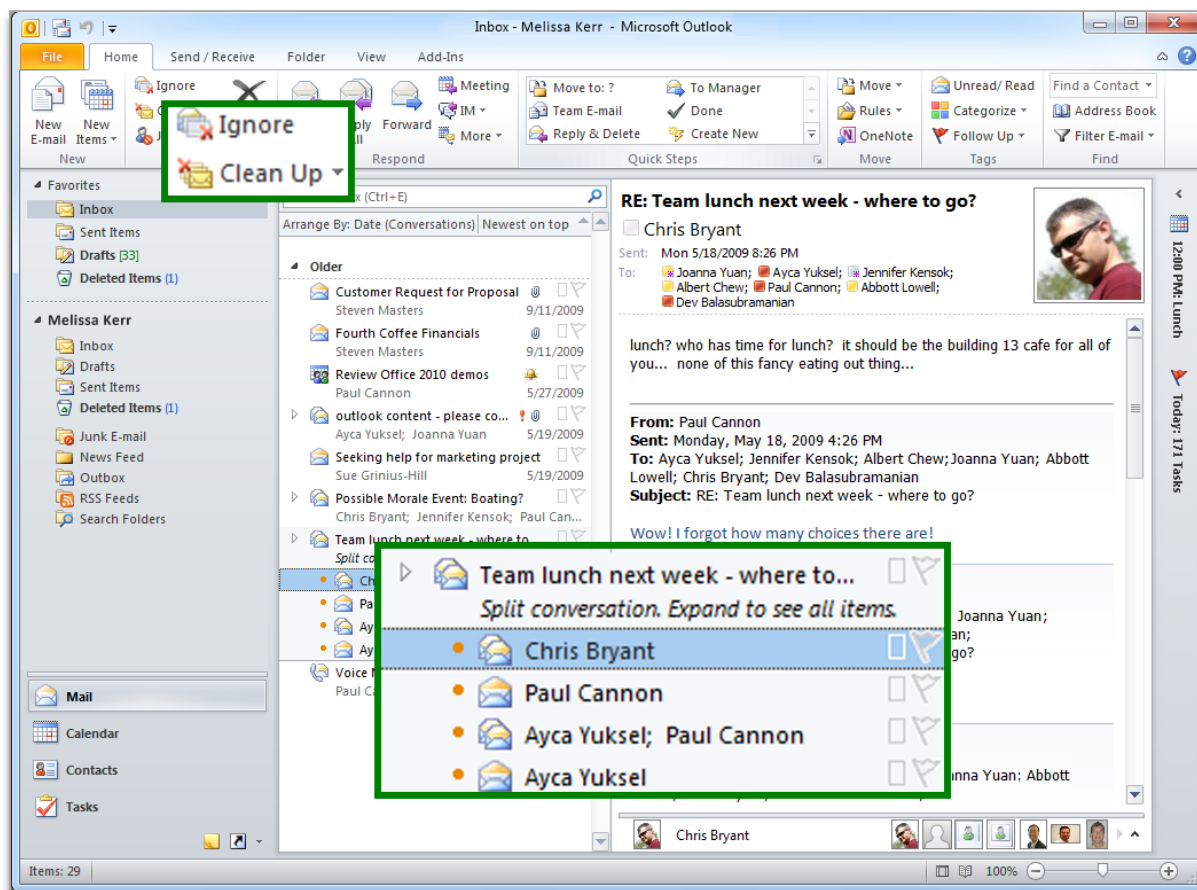 Inbox - Melissa Kerr - Microsoft Outlook
File Home Send / Receive Folder View Add-Ins
New E-mail
New Items
Ignore
Ignore
Clean Up
Forward
Meeting
IM
More
Move to: ?
Team E-mail
Reply & Delete
To Manager
Done
Create New
Move
Rules
OneNote
Unread/ Read
Categorize
Follow Up
Find a Contact
Address Book
Filter E-mail
New Respond Quick Steps Move Tags Find
Favorites
Inbox
Sent Items
Drafts [33]
Deleted Items (1)
Melissa Kerr
Inbox
Drafts
Sent Items
Deleted Items (1)
Junk E-mail
News Feed
Outbox
RSS Feeds
Search Folders
Mail
Calendar
Contacts
Tasks
(Ctrl+E)
Arrange By: Date (Conversations) Newest on top
Older
Customer Request for Proposal
Steven Masters 9/11/2009
Fourth Coffee Financials
Steven Masters 9/11/2009
Review Office 2010 demos
Paul Cannon 5/27/2009
outlook content - please co...
Ayca Yuksel; Joanna Yuan 5/19/2009
Seeking help for marketing project
Sue Grinius-Hill 5/19/2009
Possible Morale Event: Boating?
Chris Bryant; Jennifer Kensok; Paul Can...
Team lunch next week - where to
Split
Voice
Paul
Team lunch next week - where to...
Split conversation. Expand to see all items.
Chris Bryant
Paul Cannon
Ayca Yuksel; Paul Cannon
Ayca Yuksel
RE: Team lunch next week - where to go?
Chris Bryant
Sent: Mon 5/18/2009 8:26 PM
To: Joanna Yuan; Ayca Yuksel; Jennifer Kensok;
Albert Chew; Paul Cannon; Abbott Lowell;
Dev Balasubramanian
lunch? who has time for lunch? it should be the building 13 cafe for all of
you... none of this fancy eating out thing...
From: Paul Cannon
Sent: Monday, May 18, 2009 4:26 PM
To: Ayca Yuksel; Jennifer Kensok; Albert Chew;Joanna Yuan; Abbott
Lowell; Chris Bryant; Dev Balasubramanian
Subject: RE: Team lunch next week - where to go?
Wow! I forgot how many choices there are!
Joanna Yuan;
go?
Yuan; Abbott
Chris Bryant
12:00 PM: Lunch
Today: 171 Tasks
Items: 29
100%